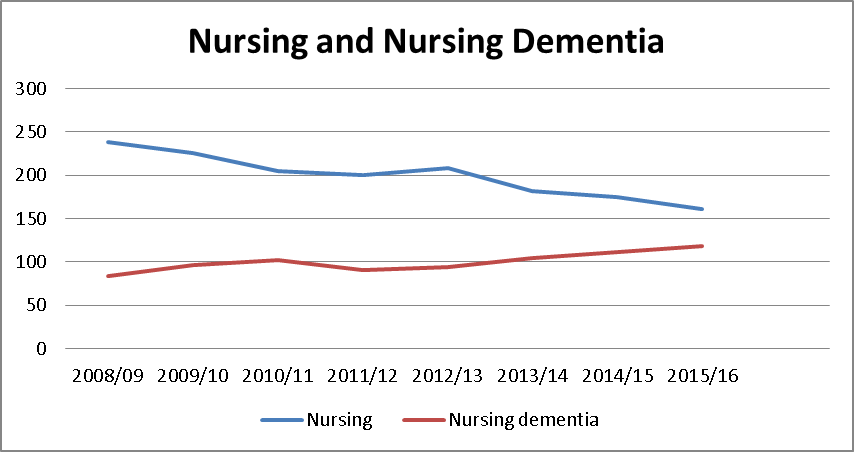 Nursing and Nursing Dementia
300
250
200
150
100
50
0
2008/09 2009/10 2010/11 2011/12 2012/13 2013/14 2014/15 2015/16
Nursing Nursing dementia